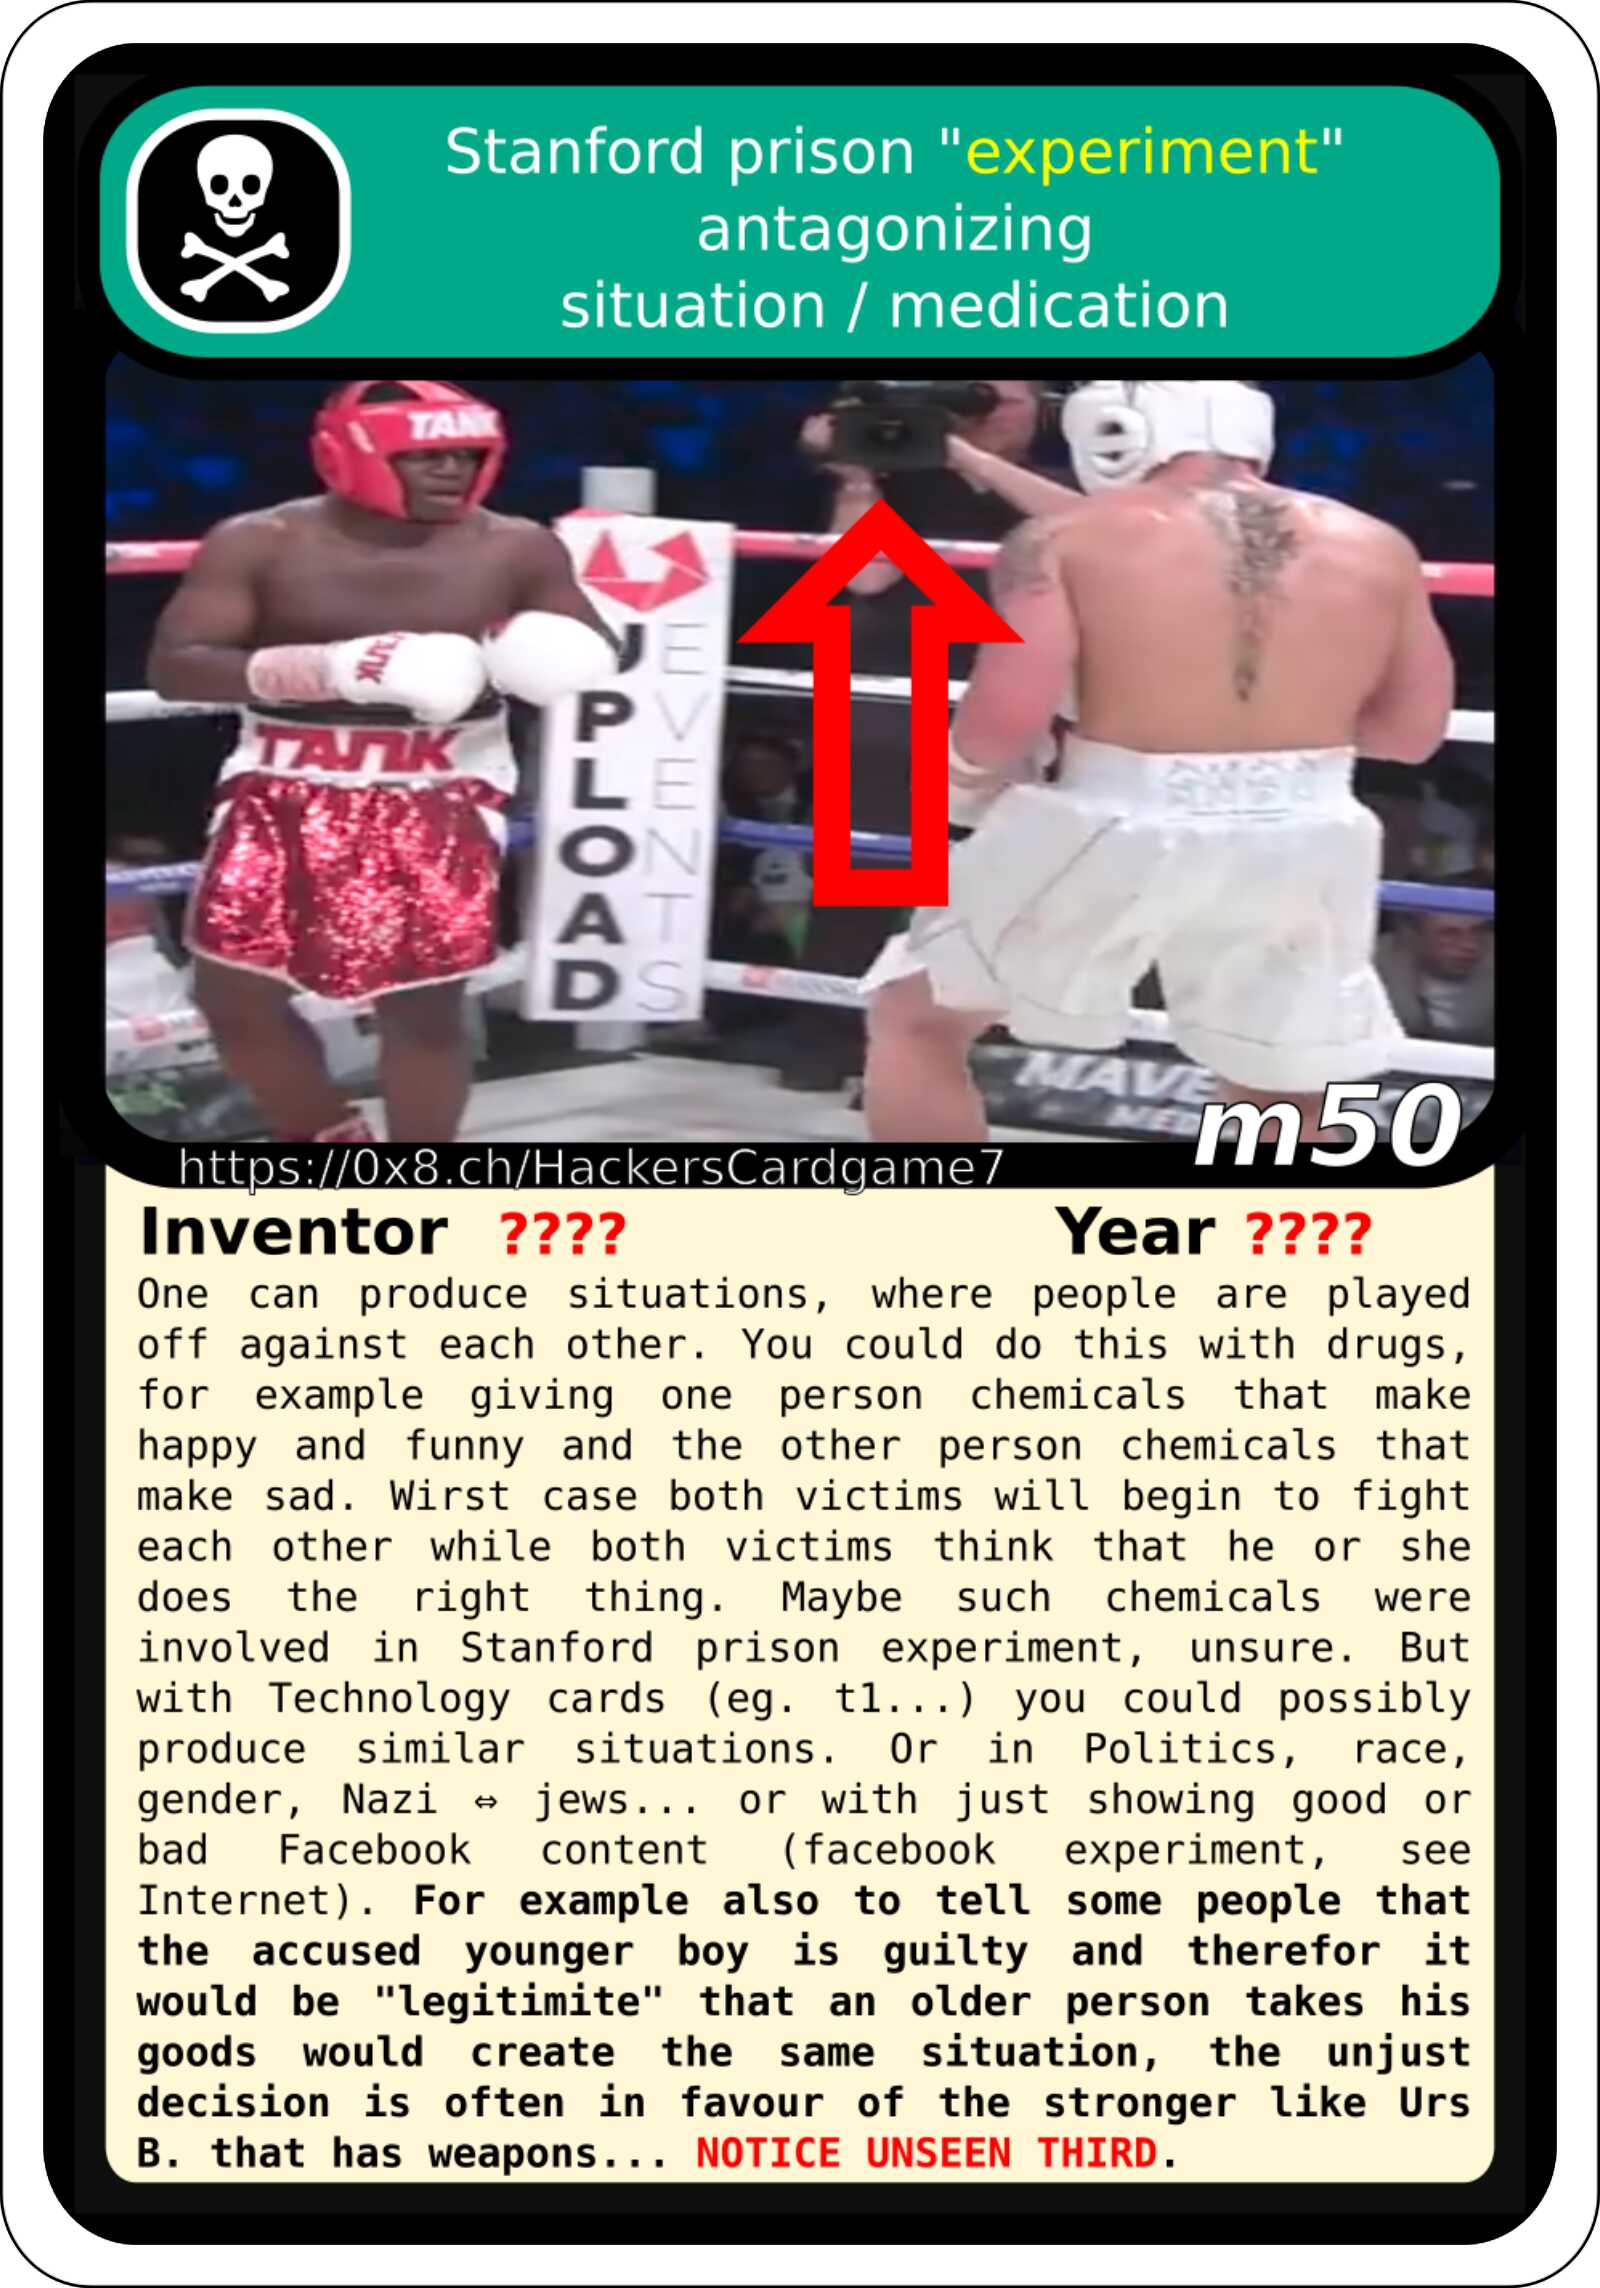 Stanford prison "experiment"
antagonizing
situation / medication
TANK
TANK
TANK
UPLOAD
EVENTS
MAVE
m50
https://0x8.ch/HackersCardgame7
Inventor ???? Year ????
One can produce situations, where people are played
off against each other. You could do this with drugs,
for example giving one person chemicals that make
happy and funny and the other person chemicals that
make sad. Wirst case both victims will begin to fight
each other while both victims think that he or she
does the right thing. Maybe such chemicals were
involved in Stanford prison experiment, unsure. But
with Technology cards (eg. t1...) you could possibly
produce similar situations. Or in Politics, race,
gender, Nazi ⇔ jews... or with just showing good or
bad Facebook content (facebook experiment, see
Internet). For example also to tell some people that
the accused younger boy is guilty and therefor it
would be "legitimite" that an older person takes his
goods would create the same situation, the unjust
decision is often in favour of the stronger like Urs
B. that has weapons... NOTICE UNSEEN THIRD.